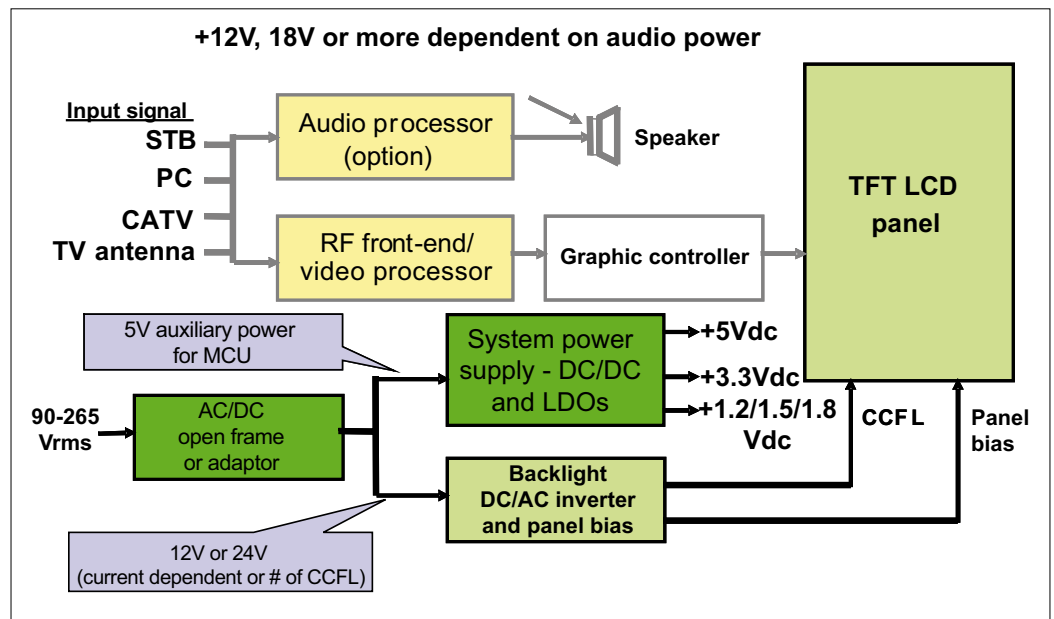 +12V, 18V or more dependent on audio power
Input signal
STB
PC
CATV
TV antenna
Audio processor
(option)
Speaker
RF front-end/
video processor
Graphic controller
TFT LCD
panel
5V auxiliary power
for MCU
System power
supply - DC/DC
and LDOs
+5Vdc
+3.3Vdc
+1.2/1.5/1.8
Vdc
CCFL
Panel
bias
90-265
Vrms
AC/DC
open frame
or adaptor
Backlight
DC/AC inverter
and panel bias
12V or 24V
(current dependent or # of CCFL)